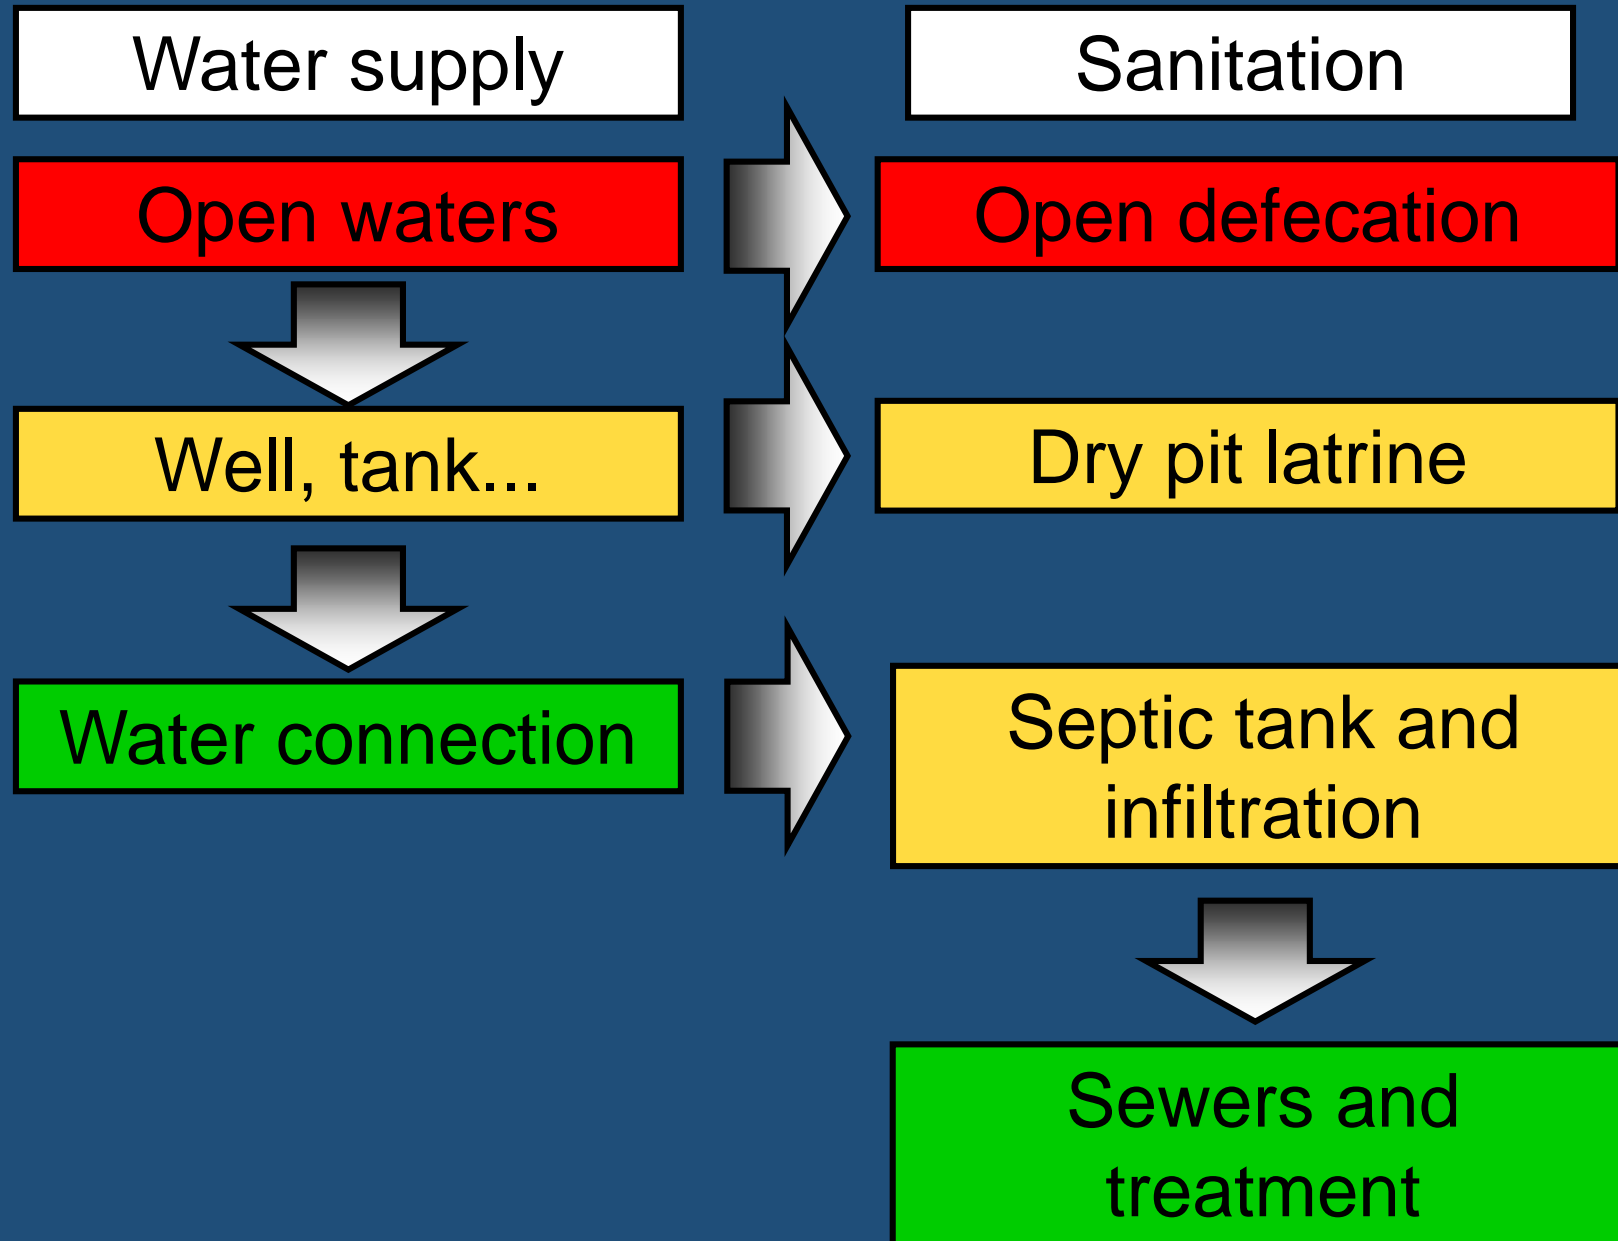 Water supply
Sanitation
Open waters
Open defecation
Well, tank...
Dry pit latrine
Water connection
Septic tank and
infiltration
Sewers and
treatment